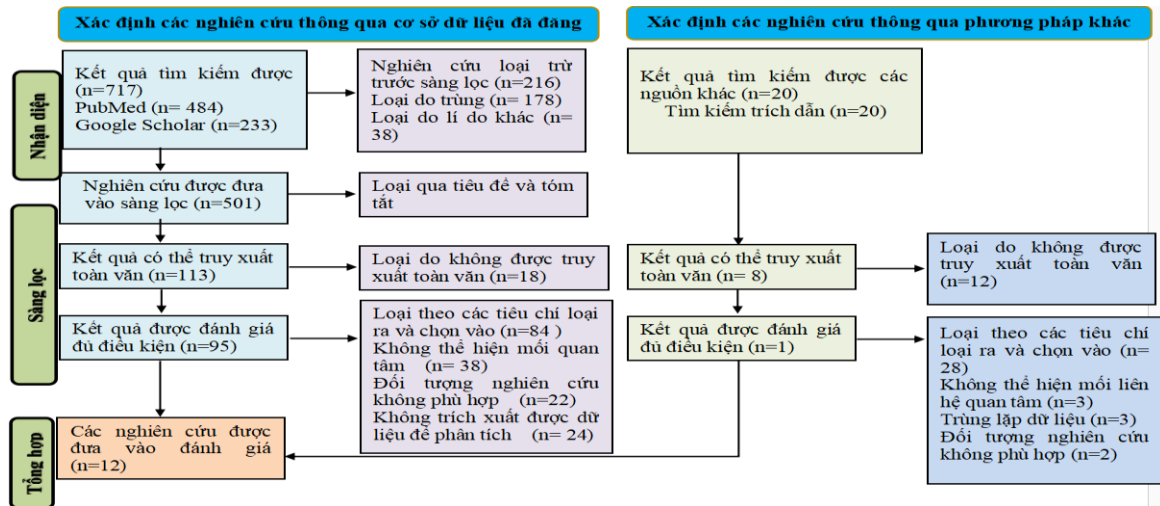 Xác định các nghiên cứu thông qua cơ sở dữ liệu đã đăng
Xác định các nghiên cứu thông qua phương pháp khác
Nhận diện
Kết quả tìm kiếm được
(n=717)
PubMed (n= 484)
Google Scholar (n=233)
Nghiên cứu loại trừ
trước sàng lọc (n=216)
Loại do trùng (n= 178)
Loại do lí do khác (n=
38)
Kết quả tìm kiếm được các
nguồn khác (n=20)
Tìm kiếm trích dẫn (n=20)
Sàng lọc
Nghiên cứu được đưa
vào sàng lọc (n=501)
Loại qua tiêu đề và tóm
tắt
Kết quả có thể truy xuất
toàn văn (n=113)
Loại do không được truy
xuất toàn văn (n=18)
Kết quả có thể truy xuất
toàn văn (n= 8)
Loại do không được
truy xuất toàn văn
(n=12)
Kết quả được đánh giá
đủ điều kiện (n=95)
Loại theo các tiêu chí loại
ra và chọn vào (n=84 )
Không thể hiện mối quan
tâm (n= 38)
Đối tượng nghiên cứu
không phù hợp (n=22)
Không trích xuất được dữ
liệu để phân tích (n= 24)
Kết quả được đánh giá
đủ điều kiện (n=1)
Loại theo các tiêu chí
loại ra và chọn vào (n=
28)
Không thể hiện mối liên
hệ quan tâm (n=3)
Trùng lặp dữ liệu (n=3)
Đối tượng nghiên cứu
không phù hợp (n=2)
Tổng hợp
Các nghiên cứu được
đưa vào đánh giá
(n=12)